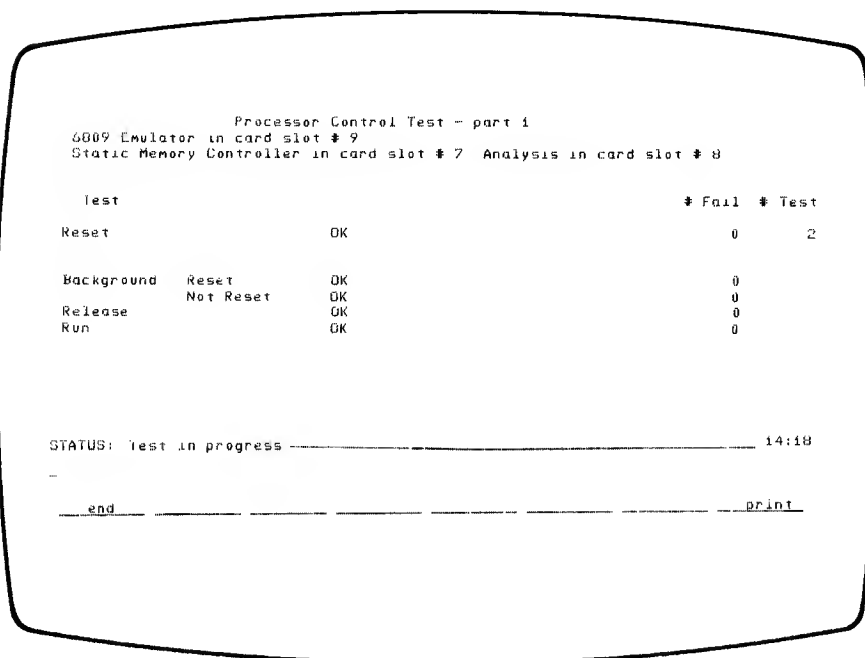 Processor Control Test - part 1
6809 Emulator in card slot # 9
Static Memory Controller in card slot # 7 Analysis in card slot # 8
Test # Fail # Test
Reset OK 0 2
Background Reset OK 0
Not Reset OK 0
Release OK 0
Run OK 0
STATUS: Test in progress 14:18
end print